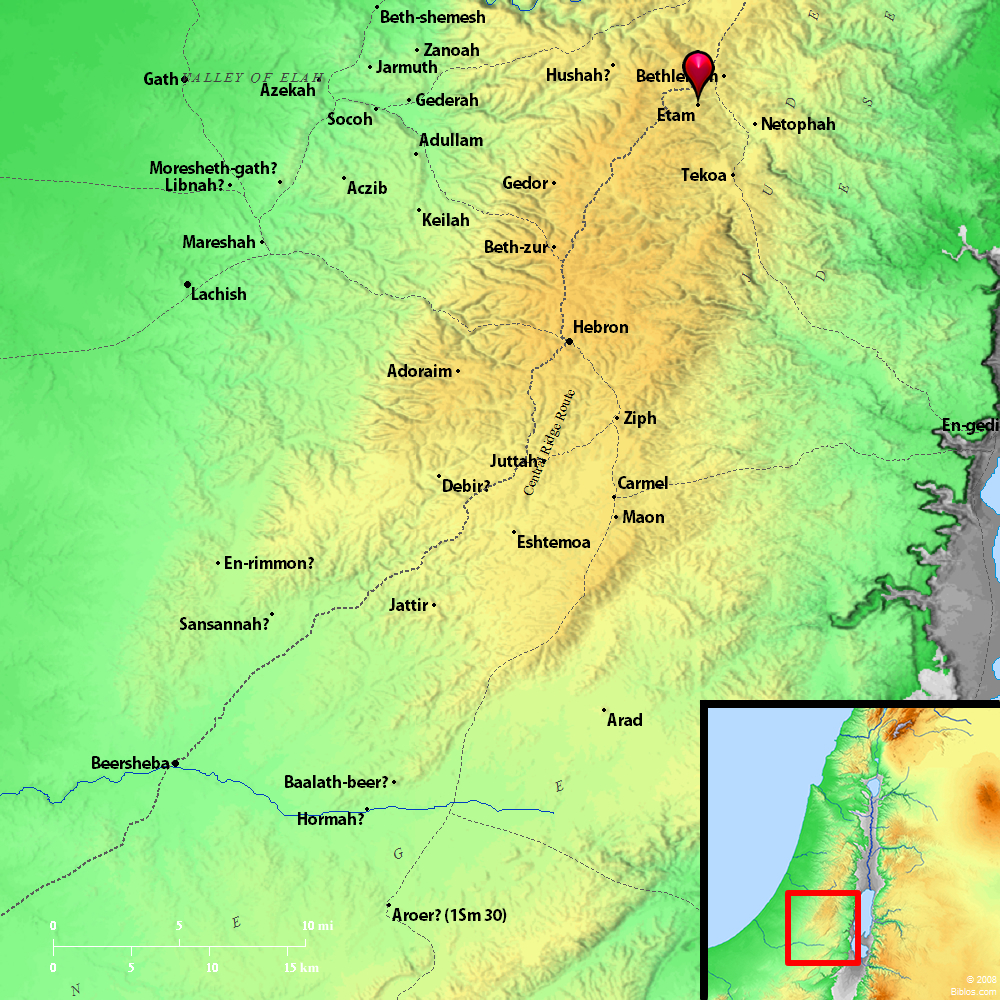 Beth-shemesh
Zanoah
Jarmuth
Hushah?
Bethlehem
Gath
VALLEY OF ELAH
Azekah
Gederah
Etam
Socoh
Netophah
Adullam
Moresheth-gath?
Libnah?
Aczib
Gedor
Tekoa
Keilah
Mareshah
Beth-zur
JUDES
Lachish
Hebron
Adoraim
Central Ridge Route
Ziph
En-gedi
Juttah
Debir?
Carmel
Maon
Eshtemoa
En-rimmon?
Jattir
Sansannah?
Arad
Beersheba
Baalath-beer?
Hormah?
N E G E
Aroer? (1Sm 30)
0 5 10 mi
0 5 10 15 km
© 2008
Biblos.com